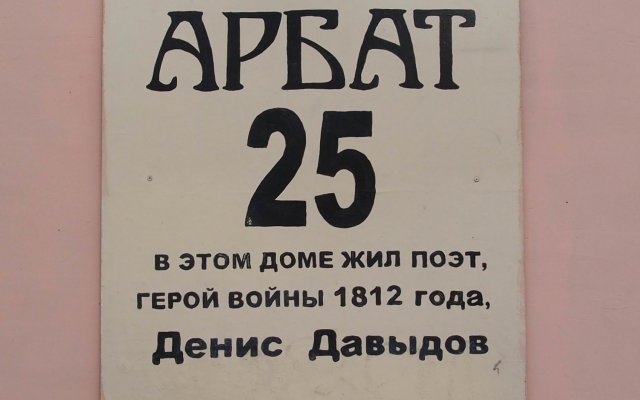 АРБАТ
25
В ЭТОМ ДОМЕ ЖИЛ ПОЭТ,
ГЕРОЙ ВОЙНЫ 1812 года,
Денис Давыдов